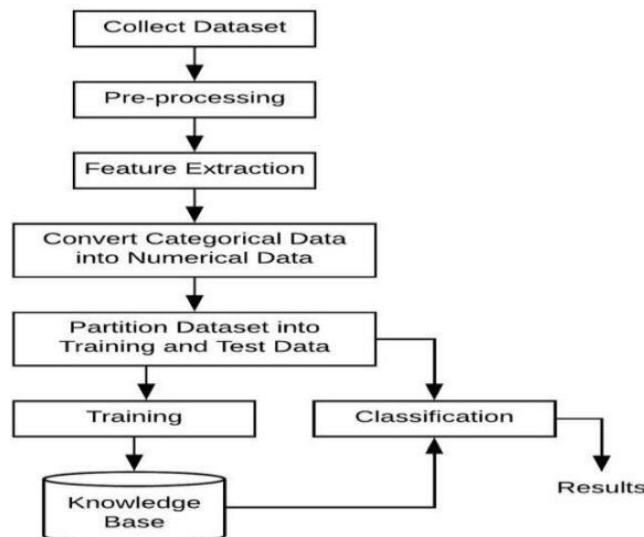 Collect Dataset
Pre-processing
Feature Extraction
Convert Categorical Data
into Numerical Data
Partition Dataset into
Training and Test Data
Training
Classification
Knowledge
Base
Results